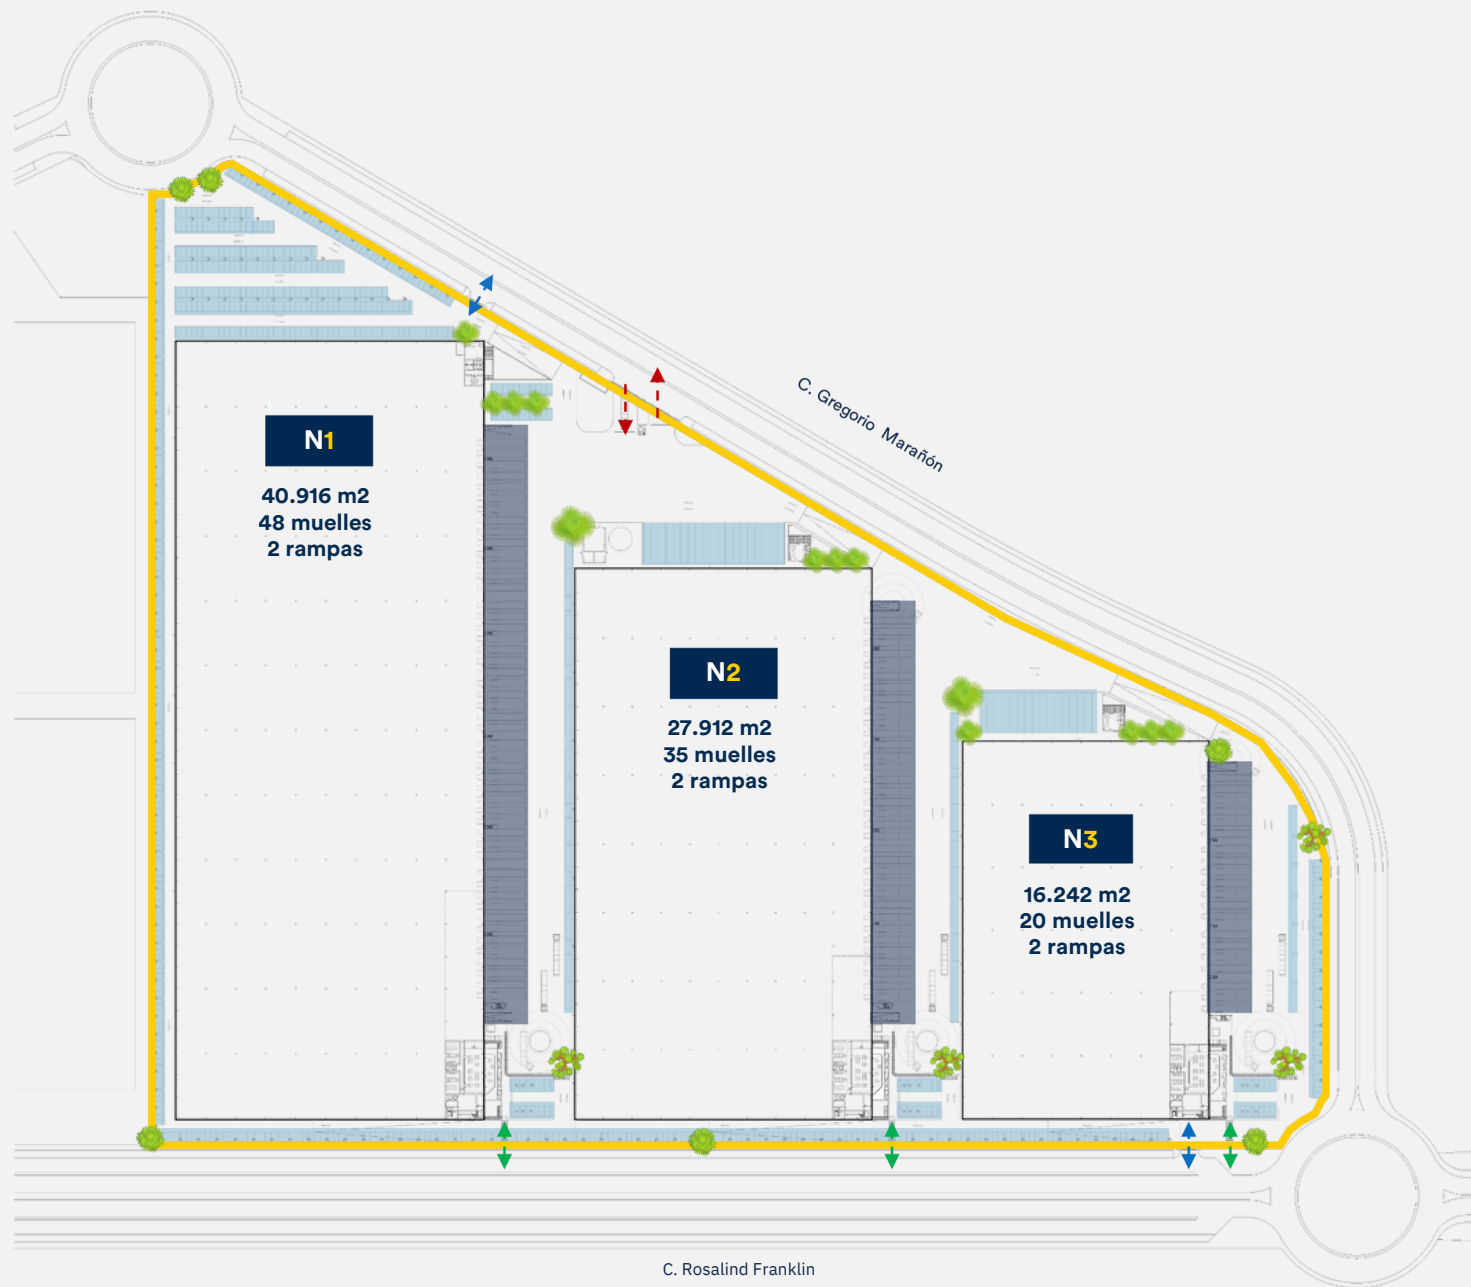 C. Gregorio Marañón
N1
40.916 m2
48 muelles
2 rampas
N2
27.912 m2
35 muelles
2 rampas
N3
16.242 m2
20 muelles
2 rampas
C. Rosalind Franklin